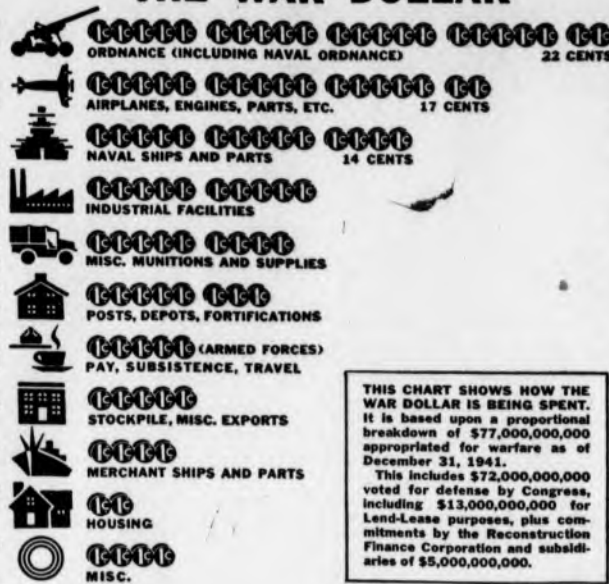 THE WAR DOLLAR
ORDNANCE (INCLUDING NAVAL ORDNANCE) 22 CENTS
AIRPLANES, ENGINES, PARTS, ETC. 17 CENTS
NAVAL SHIPS AND PARTS 14 CENTS
INDUSTRIAL FACILITIES
MISC. MUNITIONS AND SUPPLIES
POSTS, DEPOTS, FORTIFICATIONS
(ARMED FORCES)
PAY, SUBSISTENCE, TRAVEL
STOCKPILE, MISC. EXPORTS
MERCHANT SHIPS AND PARTS
HOUSING
MISC.
THIS CHART SHOWS HOW THE
WAR DOLLAR IS BEING SPENT.
It is based upon a proportional
breakdown of $77,000,000,000
appropriated for warfare as of
December 31, 1941.
This includes $72,000,000,000
voted for defense by Congress,
including $13,000,000,000 for
Lend-Lease purposes, plus com-
mitments by the Reconstruction
Finance Corporation and subsidi-
aries of $5,000,000,000.